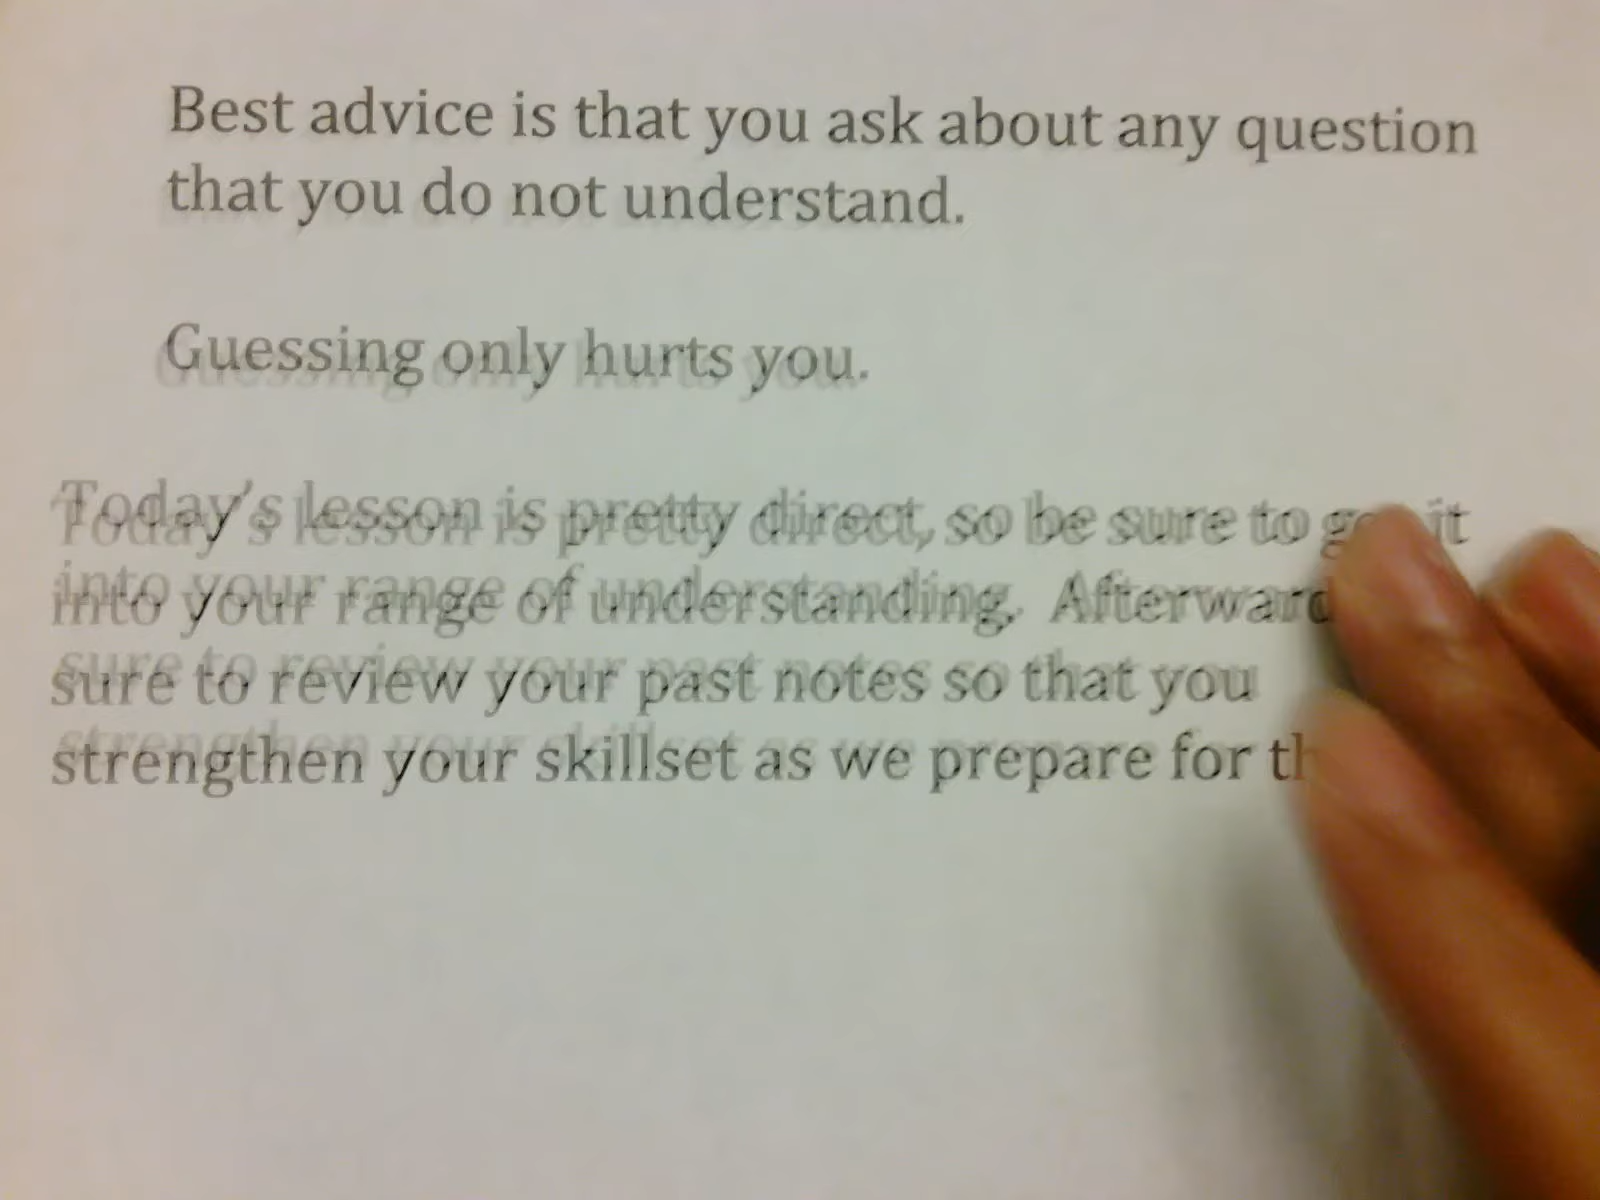 Best advice is that you ask about any question
that you do not understand.
Guessing only hurts you.
Today's lesson is pretty direct, so be sure to it
into your range of understanding. Afterward
sure to review your past notes so that you
strengthen your skillset as we prepare for